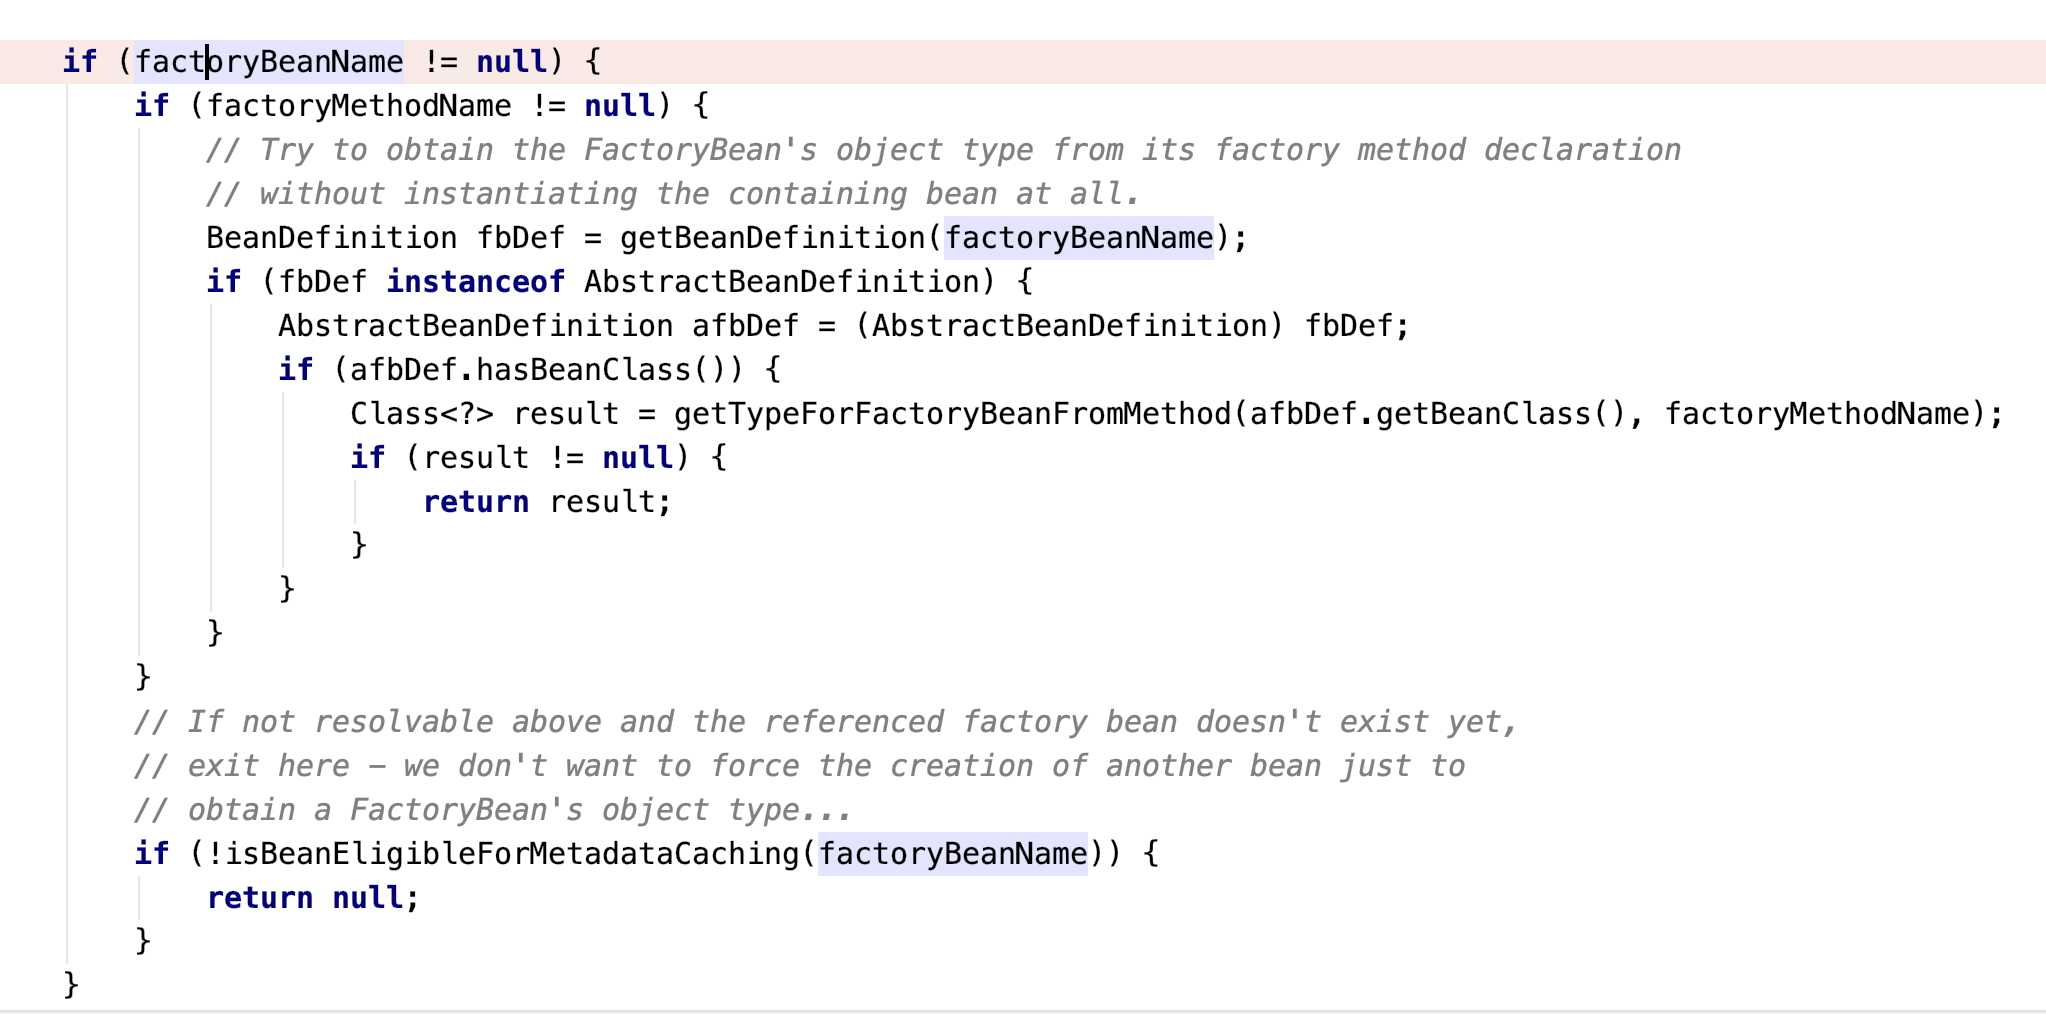 if (factoryBeanName != null) {
if (factoryMethodName != null) {
// Try to obtain the FactoryBean's object type from its factory method declaration
// without instantiating the containing bean at all.
BeanDefinition fbDef = getBeanDefinition(factoryBeanName);
if (fbDef instanceof AbstractBeanDefinition) {
AbstractBeanDefinition afbDef = (AbstractBeanDefinition) fbDef;
if (afbDef.hasBeanClass()) {
Class<?> result = getTypeForFactoryBeanFromMethod(afbDef.getBeanClass(), factoryMethodName);
if (result != null) {
return result;
}
}
}
}
// If not resolvable above and the referenced factory bean doesn't exist yet,
// exit here – we don't want to force the creation of another bean just to
// obtain a FactoryBean's object type...
if (!isBeanEligibleForMetadataCaching(factoryBeanName)) {
return null;
}
}